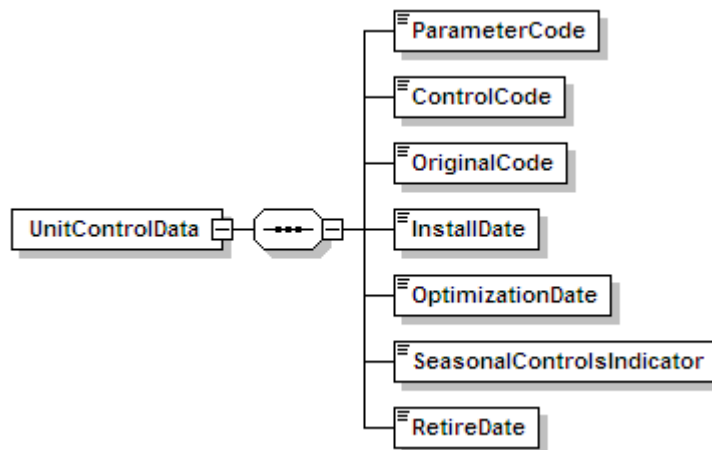 ParameterCode
ControlCode
OriginalCode
UnitControlData
InstallDate
OptimizationDate
SeasonalControlsIndicator
RetireDate